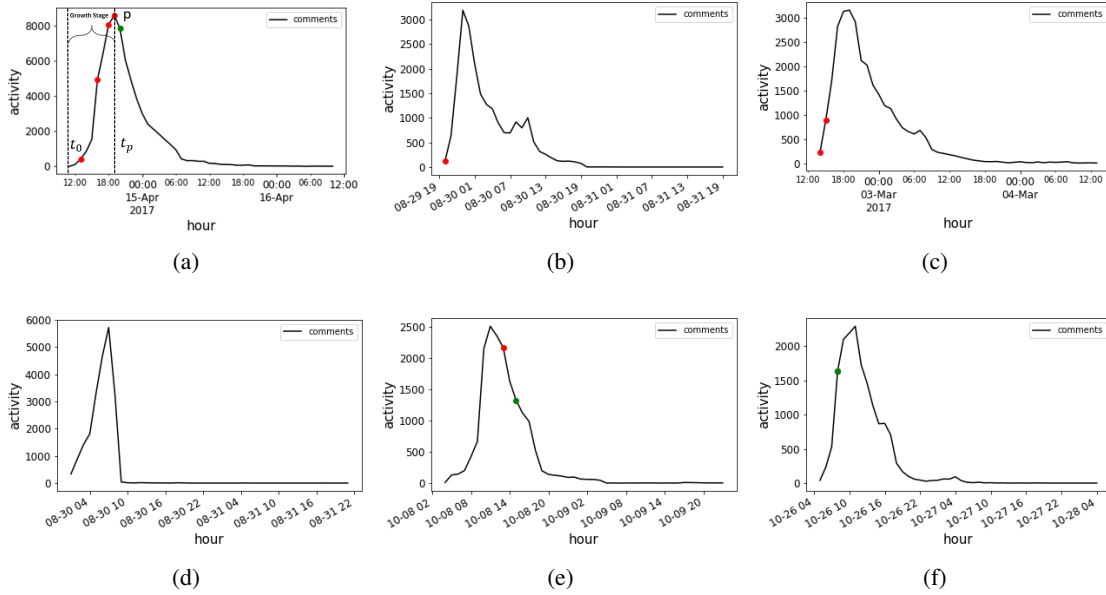 Growth Stage
p
comments
8000
6000
4000
2000
0
activity
t0
tp
12:00 18:00 00:00 06:00 12:00 18:00 00:00 06:00 12:00
15-Apr 16-Apr
2017
hour
(a)
comments
3000
2500
2000
1500
1000
500
0
activity
08-29 19 08-30 01 08-30 07 08-30 13 08-30 19 08-31 01 08-31 07 08-31 13 08-31 19
hour
(b)
comments
3000
2500
2000
1500
1000
500
0
activity
12:00 18:00 00:00 06:00 12:00 18:00 00:00 06:00 12:00
03-Mar 04-Mar
2017
hour
(c)
comments
6000
5000
4000
3000
2000
1000
0
activity
08-30 04 08-30 10 08-30 16 08-30 22 08-31 04 08-31 10 08-31 16 08-31 22
hour
(d)
comments
2500
2000
1500
1000
500
0
activity
10-08 02 10-08 08 10-08 14 10-08 20 10-09 02 10-09 08 10-09 14 10-09 20
hour
(e)
comments
2000
1500
1000
500
0
activity
10-26 04 10-26 10 10-26 16 10-26 22 10-27 04 10-27 10 10-27 16 10-27 22 10-28 04
hour
(f)